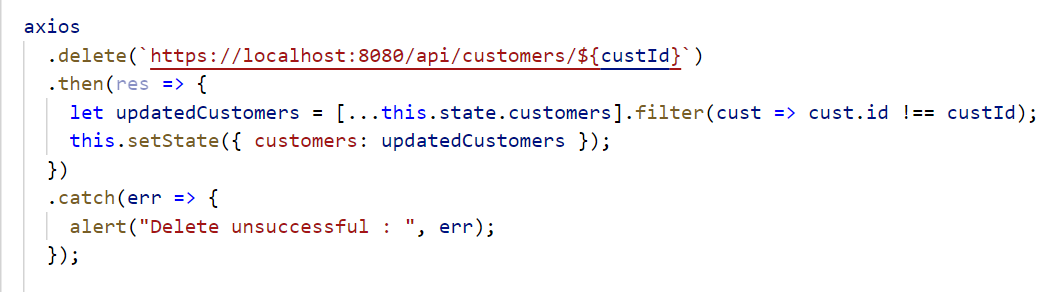 axios
.delete(`https://localhost:8080/api/customers/${custId}`)
.then(res => {
let updatedCustomers = [...this.state.customers].filter(cust => cust.id !== custId);
this.setState({ customers: updatedCustomers });
})
.catch(err => {
alert("Delete unsuccessful : ", err);
});